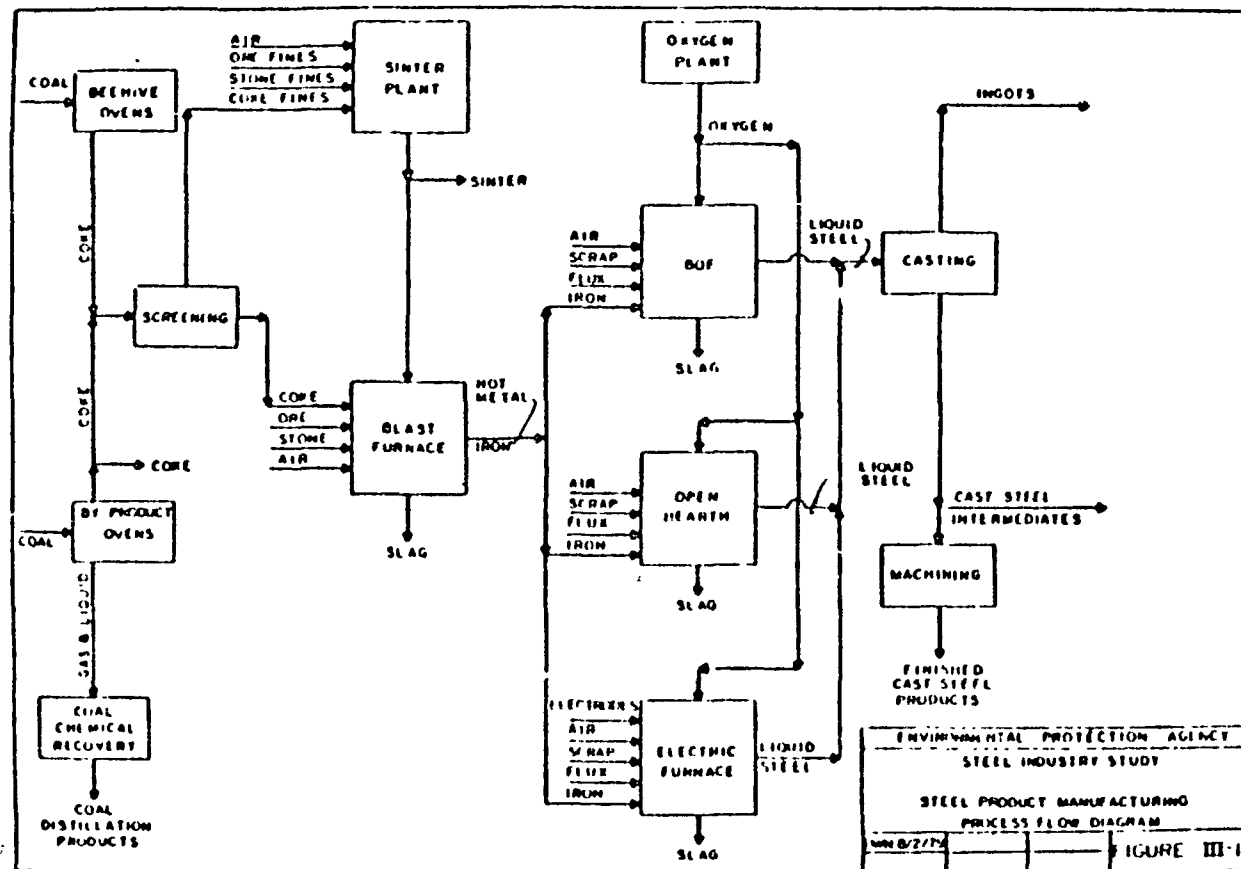 COAL
BEEHIVE
OVENS
AIR
ORE FINES
STONE FINES
COKE FINES
SINTER
PLANT
OXYGEN
PLANT
INGOTS
OXYGEN
SINTER
COKE
SCREENING
AIR
SCRAP
FLUX
IRON
BOF
LIQUID
STEEL
CASTING
SLAG
COKE
COKE
ORE
STONE
AIR
BLAST
FURNACE
HOT
METAL
IRON
SLAG
COKE
COAL
BY PRODUCT
OVENS
AIR
SCRAP
FLUX
IRON
OPEN
HEARTH
LIQUID
STEEL
SLAG
CAST STEEL
INTERMEDIATES
MACHINING
FINISHED
CAST STEEL
PRODUCTS
GAS & LIQUID
COAL
CHEMICAL
RECOVERY
COAL
DISTILLATION
PRODUCTS
ELECTRODES
AIR
SCRAP
FLUX
IRON
ELECTRIC
FURNACE
LIQUID
STEEL
SLAG
ENVIRONMENTAL PROTECTION AGENCY
STEEL INDUSTRY STUDY
STEEL PRODUCT MANUFACTURING
PROCESS FLOW DIAGRAM
8/2/79
FIGURE III-1